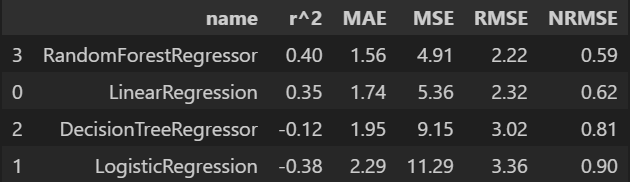 name r^2 MAE MSE RMSE NRMSE
3 RandomForestRegressor 0.40 1.56 4.91 2.22 0.59
0 LinearRegression 0.35 1.74 5.36 2.32 0.62
2 DecisionTreeRegressor -0.12 1.95 9.15 3.02 0.81
1 LogisticRegression -0.38 2.29 11.29 3.36 0.90